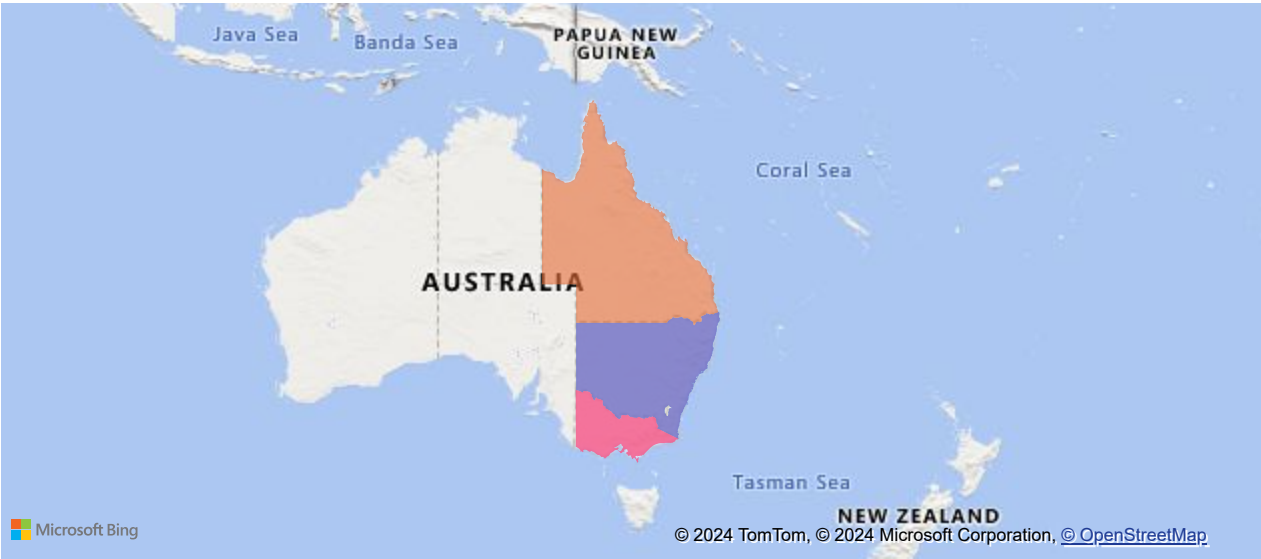 Java Sea
Banda Sea
PAPUA NEW
GUINEA
Coral Sea
AUSTRALIA
Tasman Sea
NEW ZEALAND
Microsoft Bing
© 2024 TomTom, © 2024 Microsoft Corporation, © OpenStreetMap